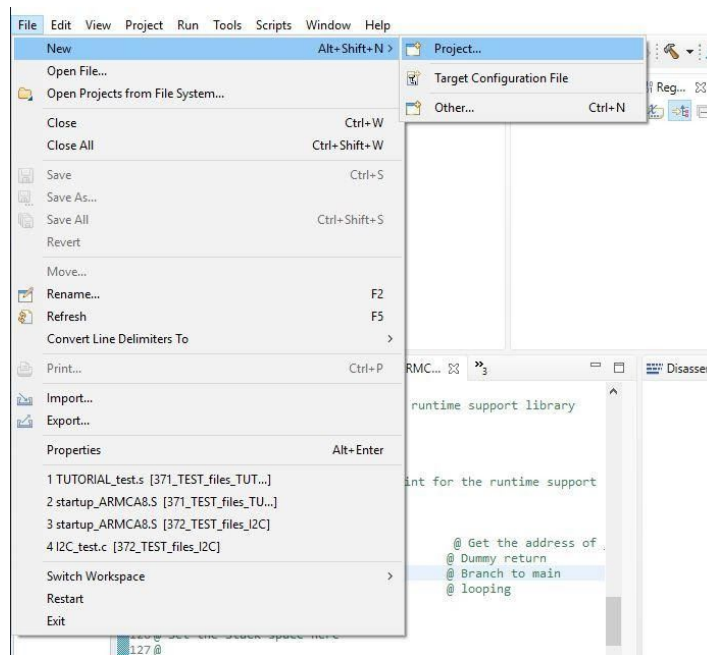 File Edit View Project Run Tools Scripts Window Help
New Alt+Shift+N >
Project...
Target Configuration File
Other... Ctrl+N
Reg...
Open File...
Open Projects from File System...
Close Ctrl+W
Close All Ctrl+Shift+W
Save Ctrl+S
Save As...
Save All Ctrl+Shift+S
Revert
Move...
Rename... F2
Refresh F5
Convert Line Delimiters To >
Print... Ctrl+P
RMC... »3
Disasse
Import...
Export...
Properties Alt+Enter
1 TUTORIAL_test.s [371_TEST_files_TUT...]
2 startup_ARMCA8.S [371_TEST_files_TU...]
3 startup_ARMCA8.S [372_TEST_files_I2C]
4 I2C_test.c [372_TEST_files_I2C]
Switch Workspace >
Restart
Exit
runtime support library
int for the runtime support
@ Get the address of
@ Dummy return
@ Branch to main
@ looping
127 @